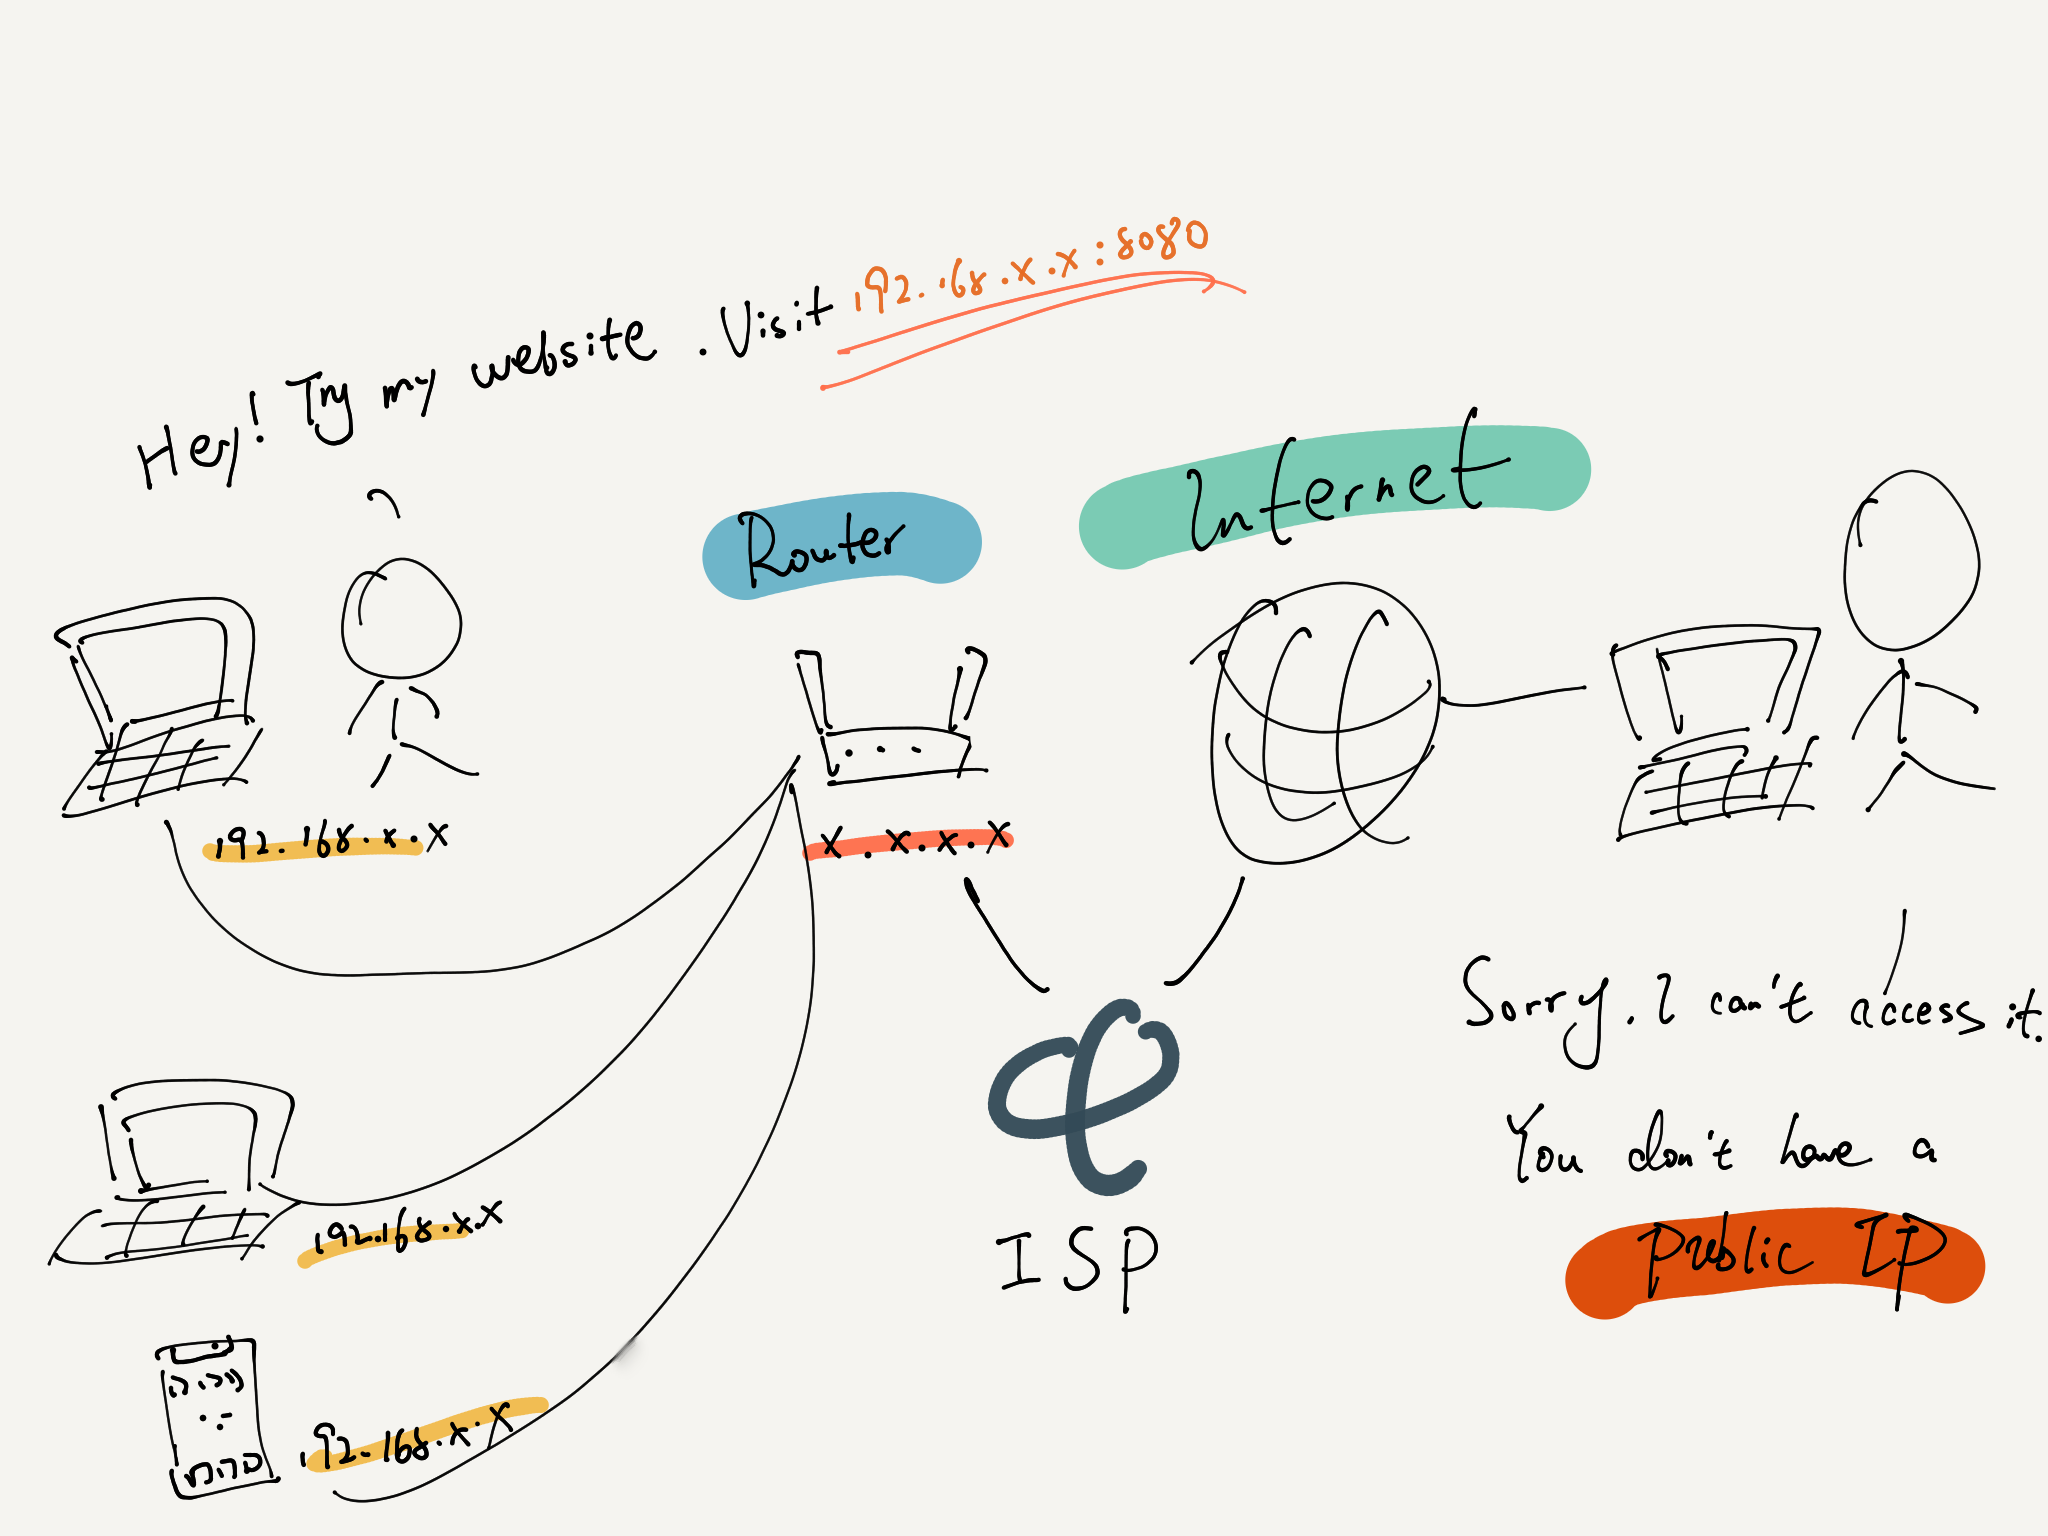 Hey! Try my website. Visit 192.168.x.x:8080
Router
Internet
192.168.x.x
x.x.x.x
Sorry. I can't access it.
You don't have a
Public IP
192.168.x.x
ISP
192.168.x.x